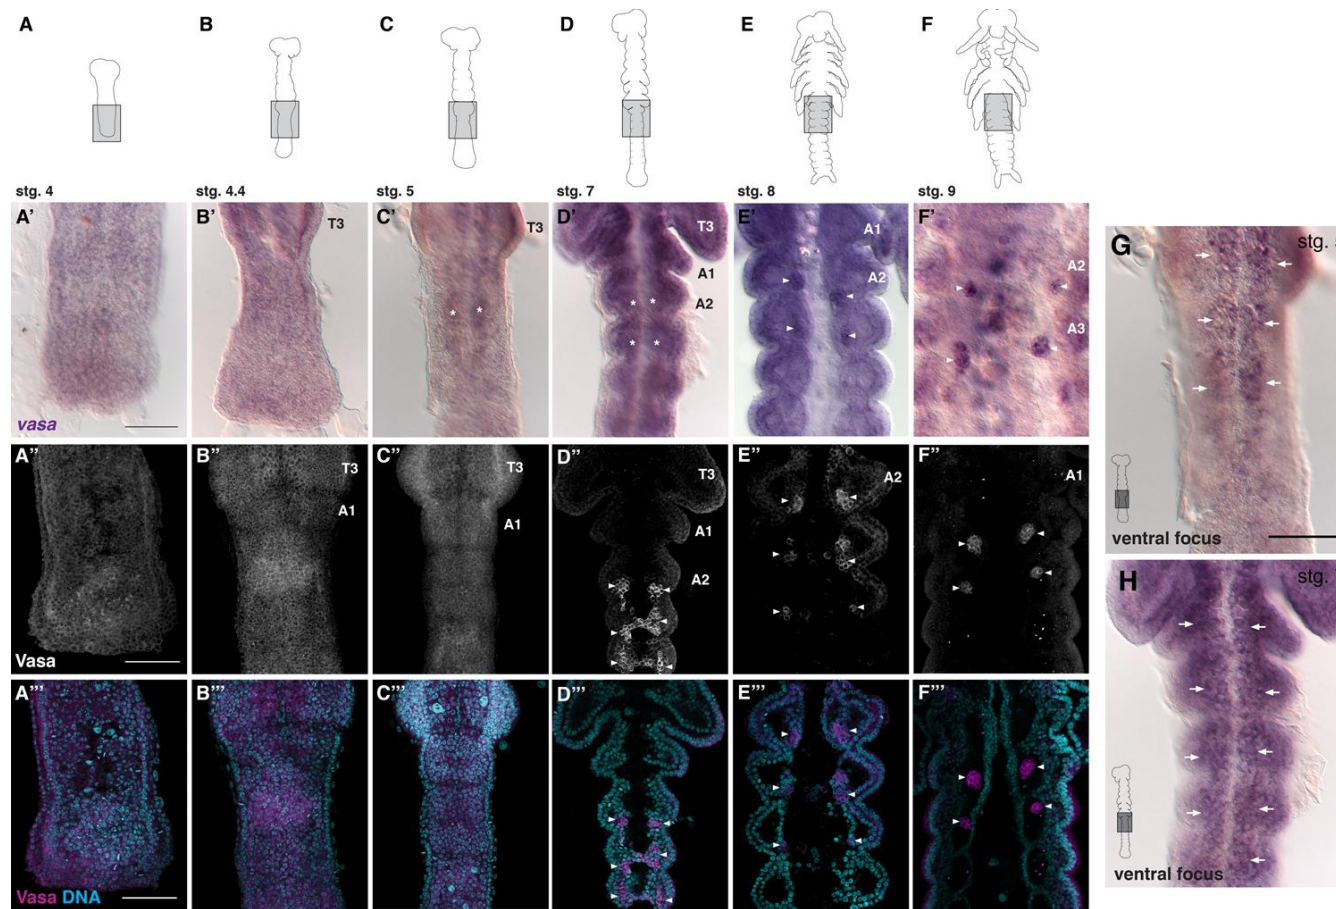 A B C D E F
stg. 4 stg. 4.4 stg. 5 stg. 7 stg. 8 stg. 9
A' B' T3 C' T3 D' T3 E' A1 F'
A1 A2 A2
A2 A3
vasa
A'' B'' T3 C'' T3 D'' T3 E'' A2 F'' A1
A1 A1 A1
A2
Vasa
A''' B''' C''' D''' E''' F'''
Vasa DNA
G stg.
ventral focus
H stg.
ventral focus